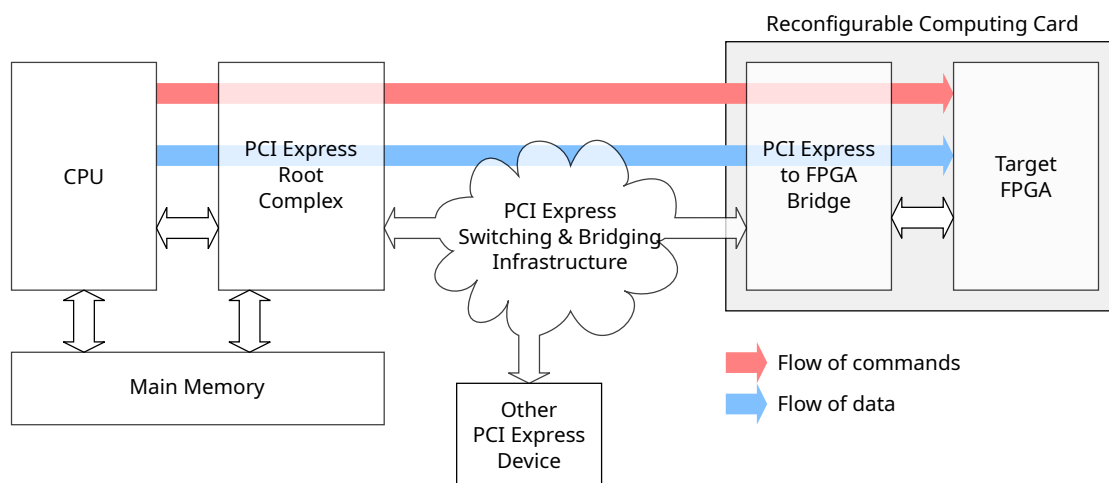 Reconfigurable Computing Card
CPU
PCI Express
Root
Complex
PCI Express
Switching & Bridging
Infrastructure
PCI Express
to FPGA
Bridge
Target
FPGA
Main Memory
Other
PCI Express
Device
Flow of commands
Flow of data